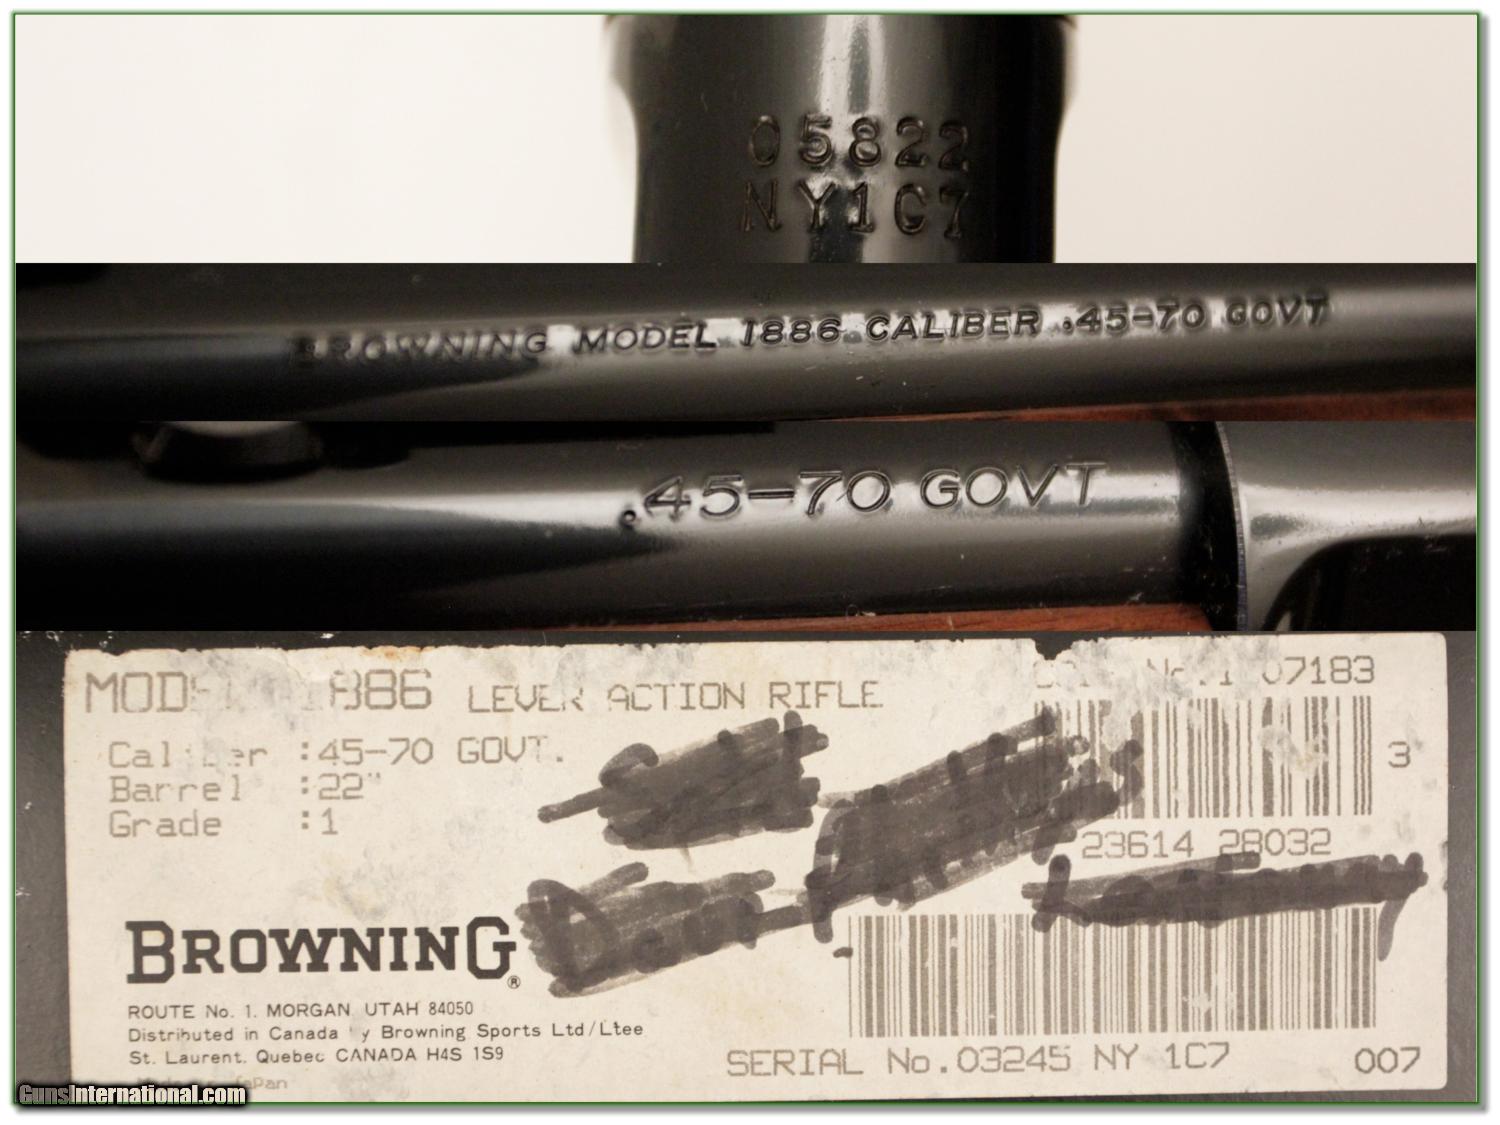 05822
NY1C7
BROWNING MODEL 1886 CALIBER .45-70 GOVT
.45-70 GOVT
MODEL 1886 LEVER ACTION RIFLE
07183
Caliber :45-70 GOVT.
Barrel :22"
Grade :1
3
23614 28032
BROWNING®
ROUTE No. 1. MORGAN, UTAH 84050
Distributed in Canada by Browning Sports Ltd/Ltee
St. Laurent. Quebec CANADA H4S 1S9
SERIAL No. 03245 NY 1C7 007
GunsInternational.com